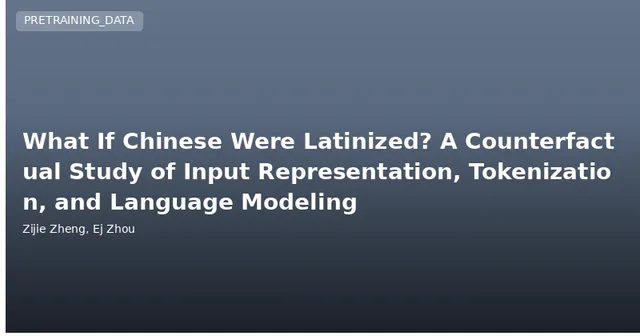 PRETRAINING_DATA
What If Chinese Were Latinized? A Counterfact
ual Study of Input Representation, Tokenizatio
n, and Language Modeling
Zijie Zheng, Ej Zhou